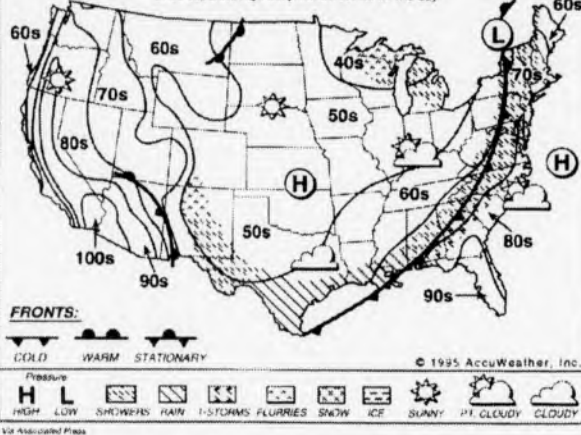 60s
60s
60s
L
40s
70s
70s
50s
80s
H
H
60s
50s
80s
100s
90s
90s
FRONTS:
COLD WARM STATIONARY
© 1995 AccuWeather, Inc.
Pressure
H L
HIGH LOW SHOWERS RAIN T-STORMS FLURRIES SNOW ICE SUNNY PT. CLOUDY CLOUDY
Via Associated Press